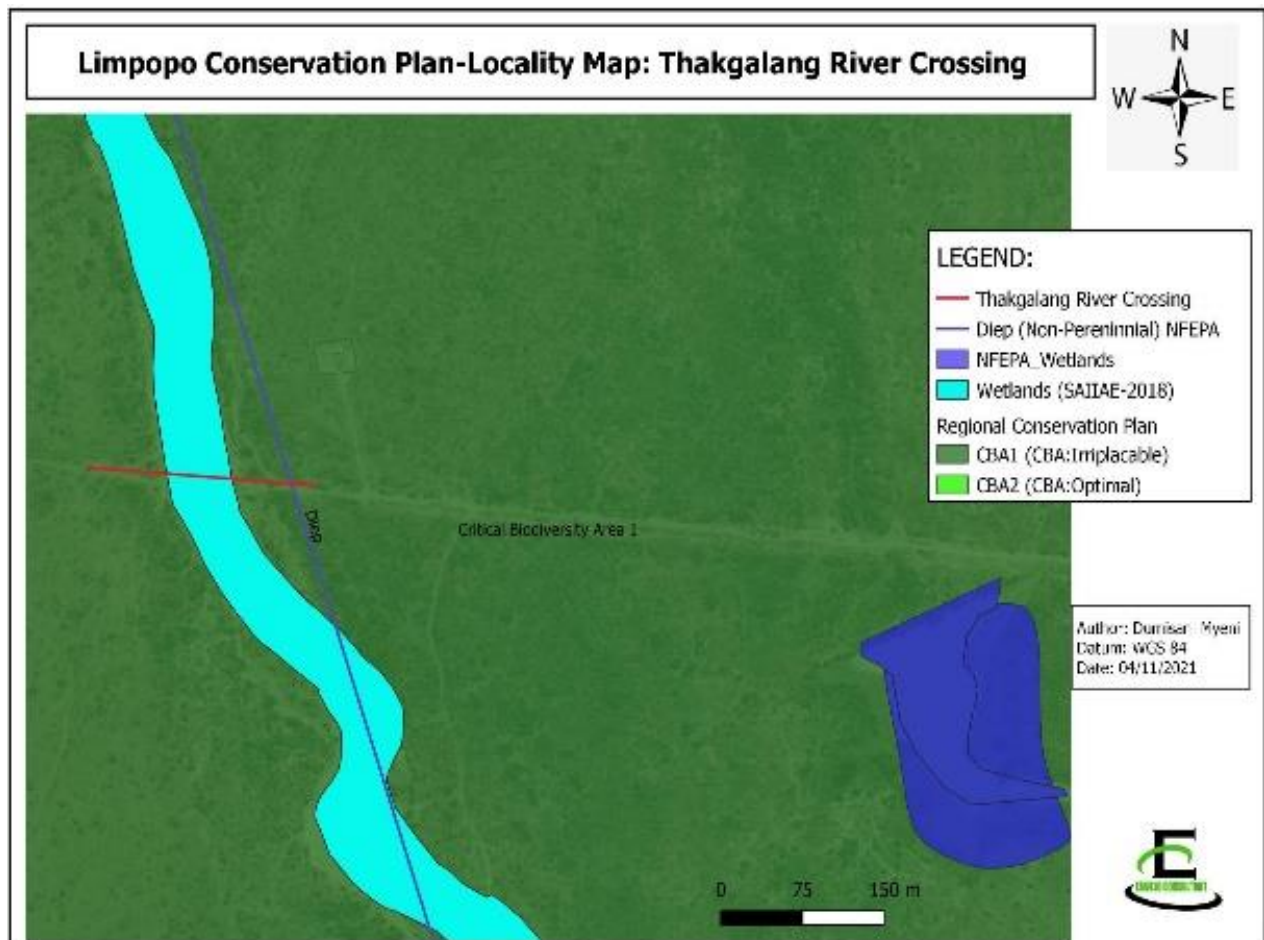 Limpopo Conservation Plan-Locality Map: Thakgalang River Crossing
N
W
E
S
LEGEND:
Thakgalang River Crossing
Diep (Non-Pereninnial) NFEPA
NFEPA_Wetlands
Wetlands (SAIIAE-2018)
Regional Conservation Plan
CBA1 (CBA:Irriplacable)
CBA2 (CBA:Optimal)
Diep
Critical Biodiversity Area 1
Author: Dumisani Myeni
Datum: WGS 84
Date: 04/11/2021
0 75 150 m
E